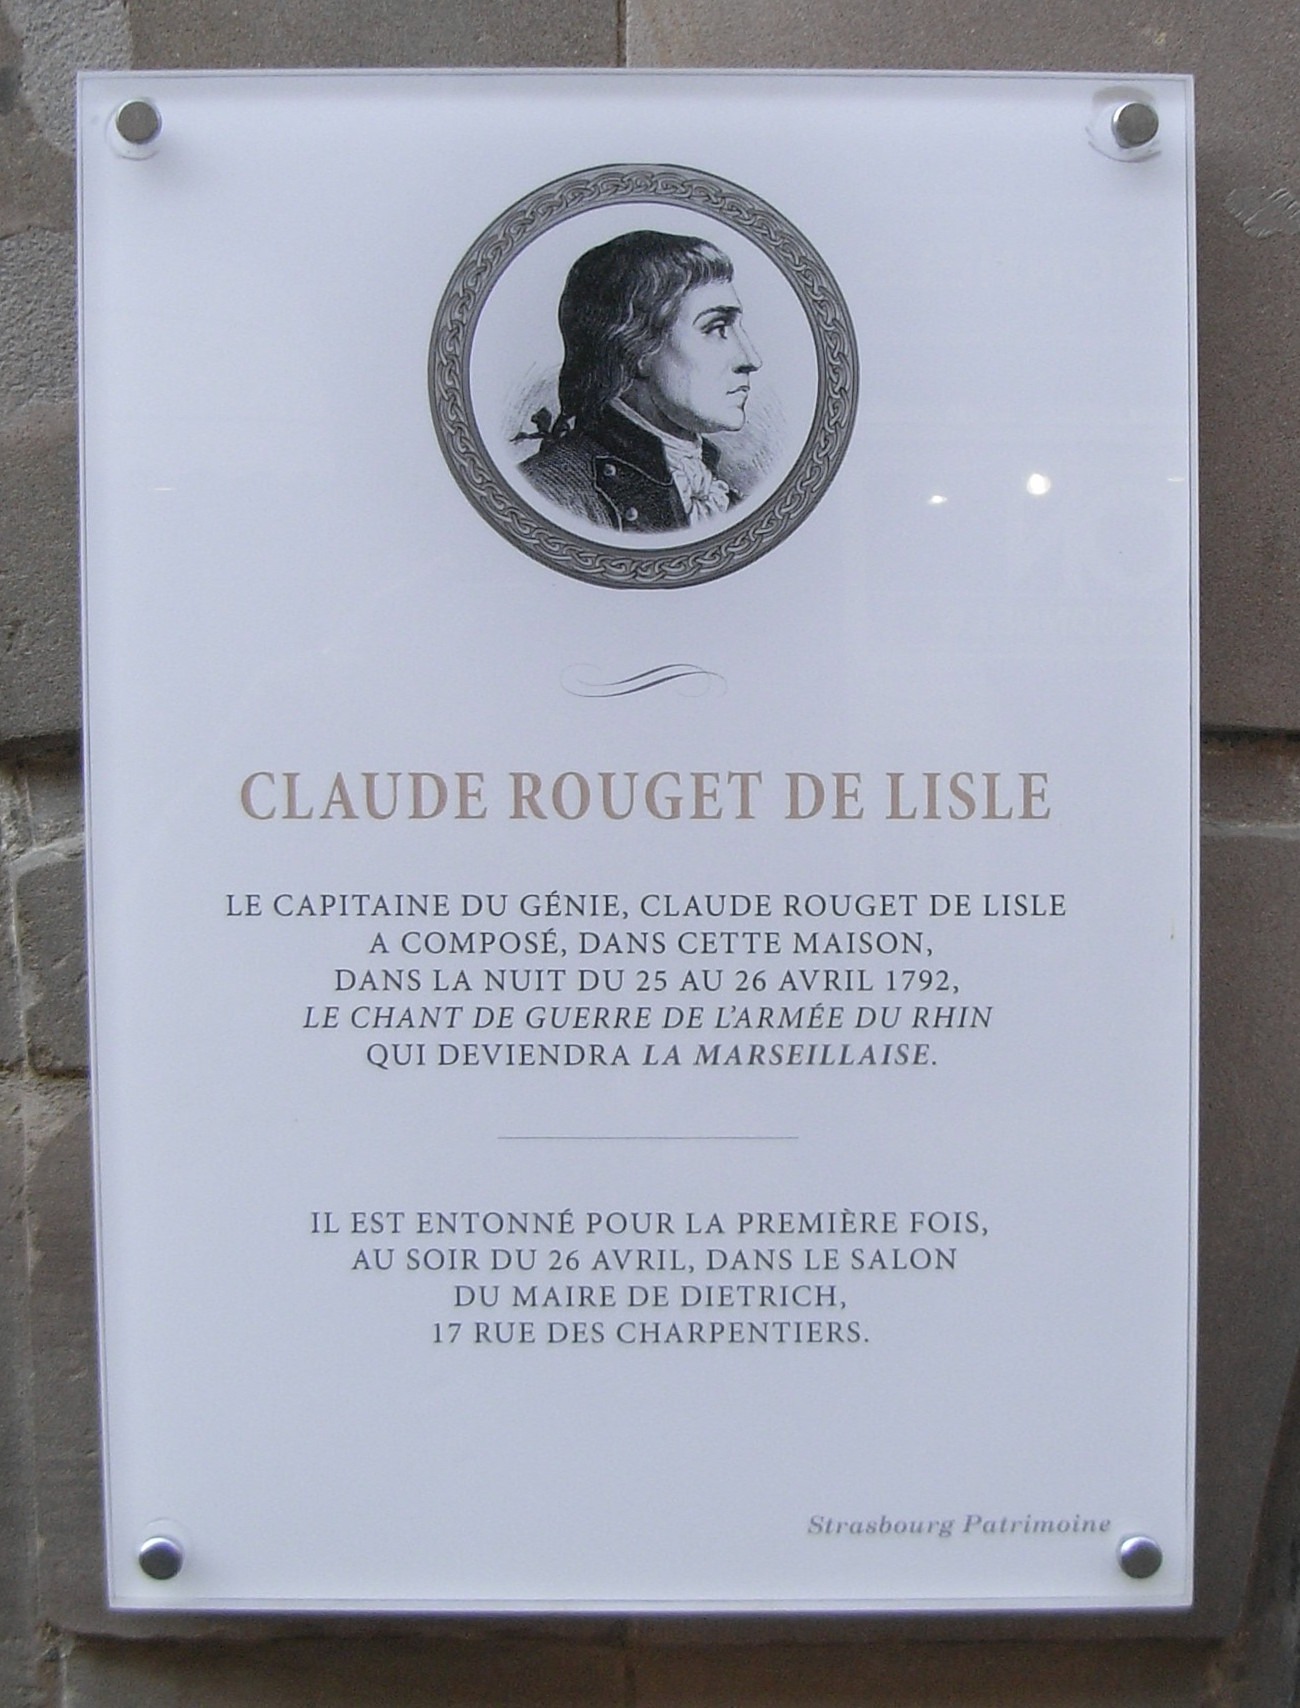 CLAUDE ROUGET DE LISLE
LE CAPITAINE DU GÉNIE, CLAUDE ROUGET DE LISLE
A COMPOSÉ, DANS CETTE MAISON,
DANS LA NUIT DU 25 AU 26 AVRIL 1792,
LE CHANT DE GUERRE DE L'ARMÉE DU RHIN
QUI DEVIENDRA LA MARSEILLAISE.
IL EST ENTONNÉ POUR LA PREMIÈRE FOIS,
AU SOIR DU 26 AVRIL, DANS LE SALON
DU MAIRE DE DIETRICH,
17 RUE DES CHARPENTIERS.
Strasbourg Patrimoine